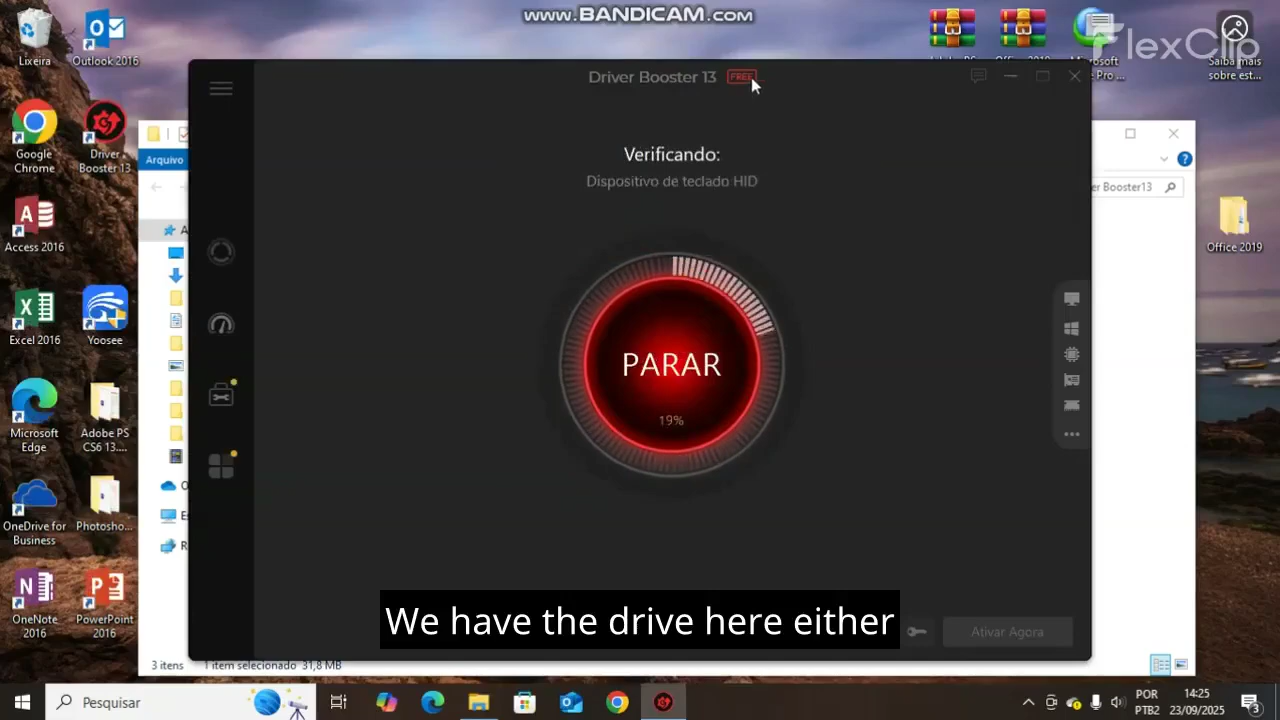 www.BANDICAM.com
FlexClip
Lixeira
Outlook 2016
Saiba mais
sobre est...
Driver Booster 13
FREE
Google
Chrome
Driver
Booster 13
Arquivo
Verificando:
Dispositivo de teclado HID
er Booster13
Access 2016
Office 2019
Excel 2016
Yoosee
PARAR
19%
Microsoft
Edge
Adobe PS
CS6 13....
OneDrive for
Business
Photosho...
OneNote
2016
PowerPoint
2016
We have the drive here either
Ativar Agora
3 itens
1 item selecionado 31,8 MB
Pesquisar
POR
PTB2
14:25
23/09/2025
3